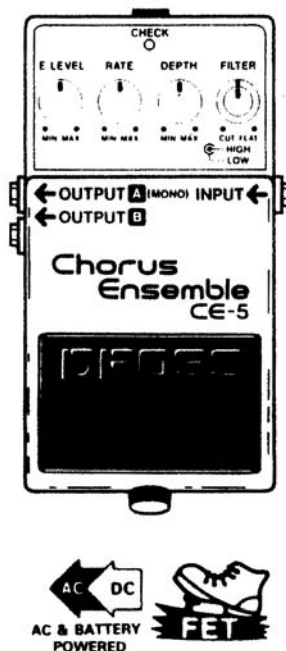 CHECK
E LEVEL RATE DEPTH FILTER
MIN MAX MIN MAX MIN MAX CUT FLAT
HIGH
LOW
OUTPUT A (MONO) INPUT
OUTPUT B
Chorus
Ensemble
CE-5
BOSS
AC DC
AC & BATTERY
POWERED
FET